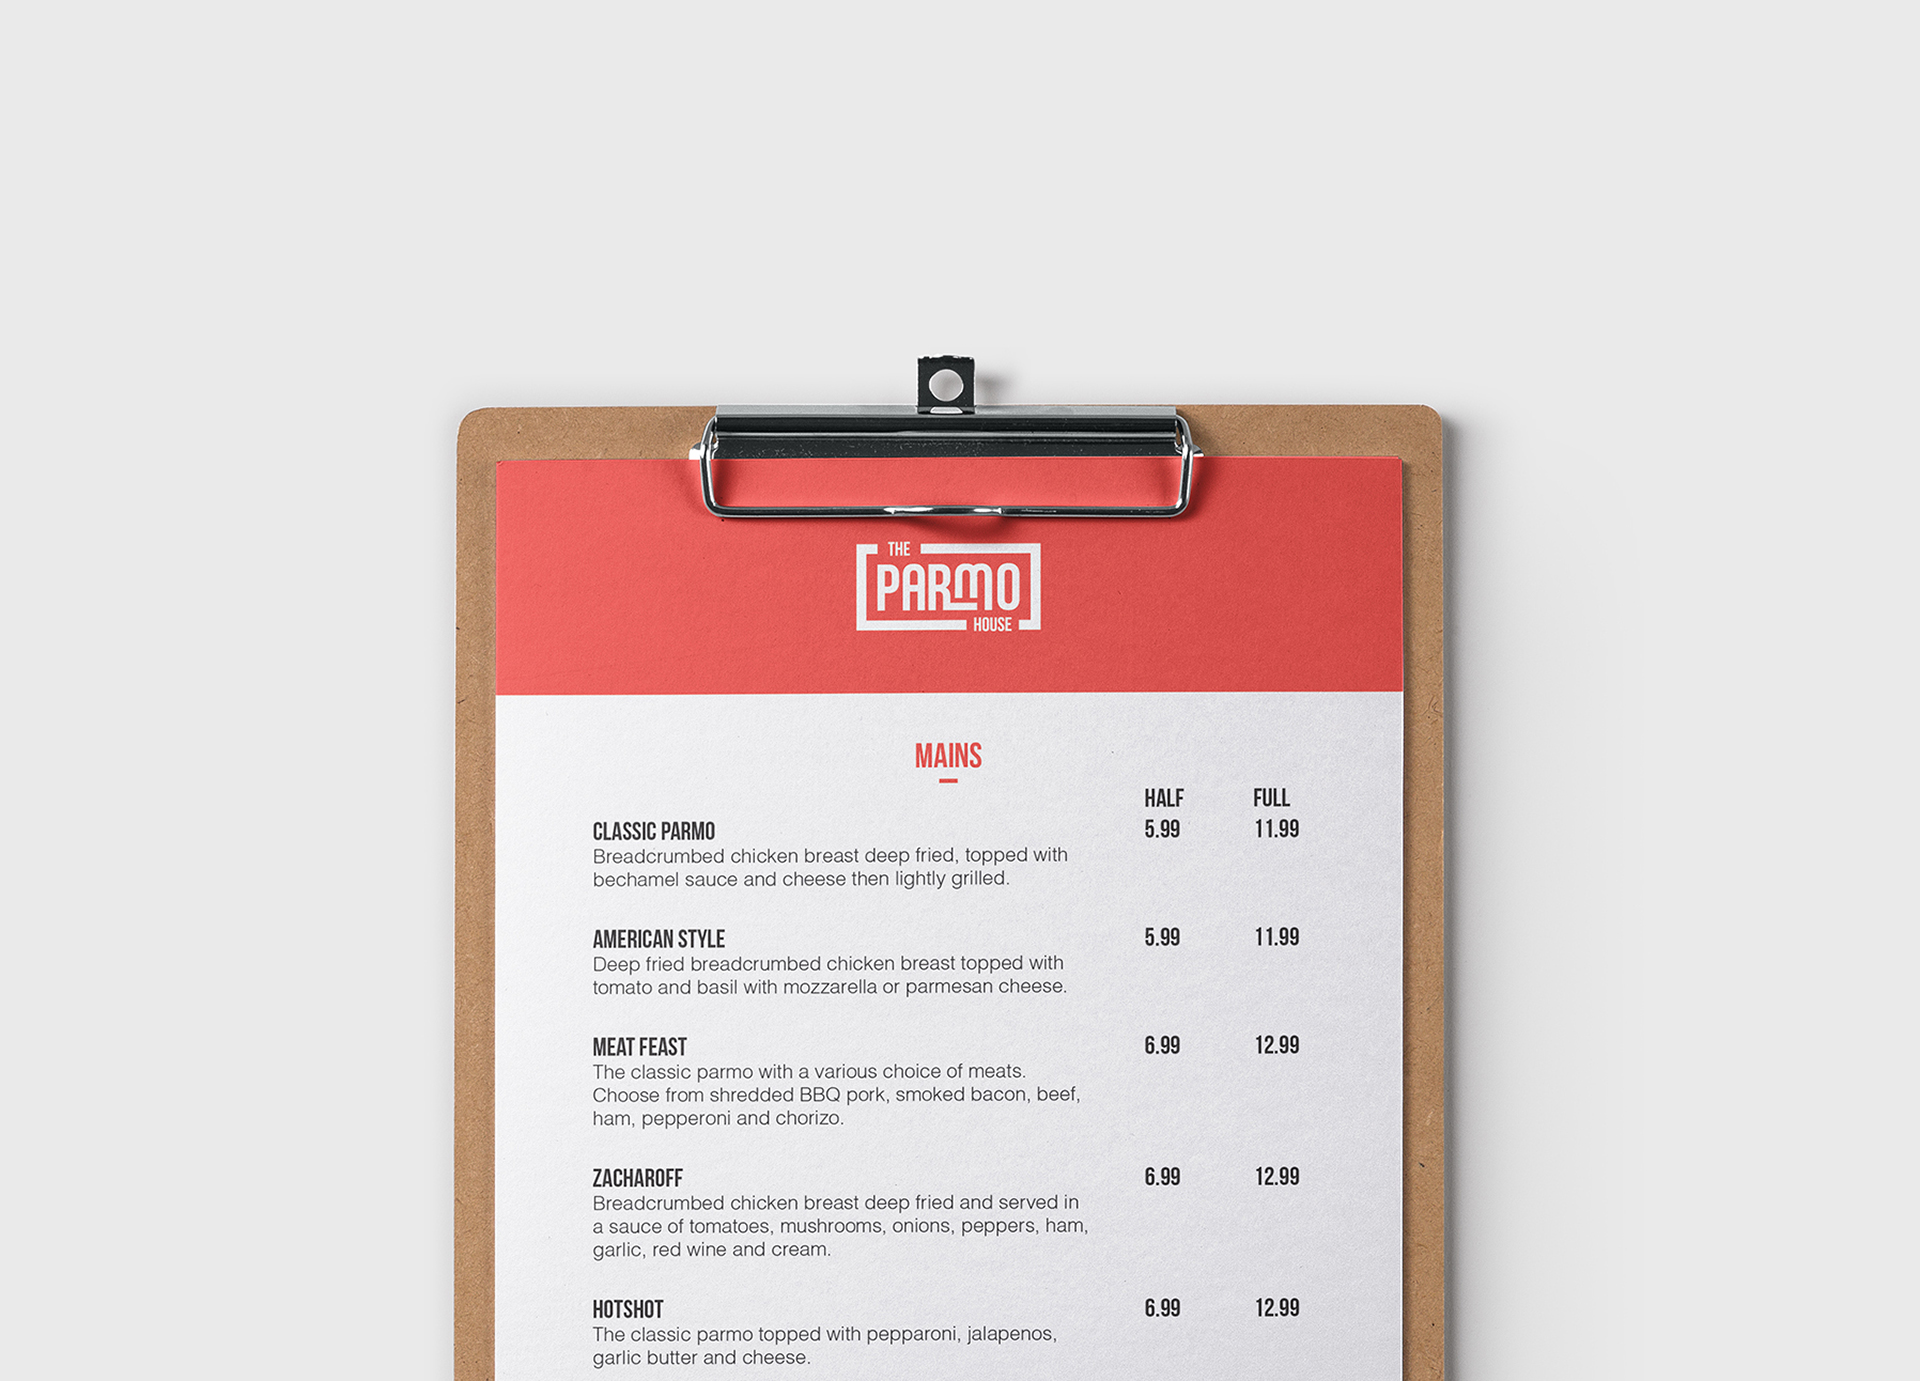 THE
PARMO
HOUSE
MAINS
HALF FULL
CLASSIC PARMO 5.99 11.99
Breadcrumbed chicken breast deep fried, topped with
bechamel sauce and cheese then lightly grilled.
AMERICAN STYLE 5.99 11.99
Deep fried breadcrumbed chicken breast topped with
tomato and basil with mozzarella or parmesan cheese.
MEAT FEAST 6.99 12.99
The classic parmo with a various choice of meats.
Choose from shredded BBQ pork, smoked bacon, beef,
ham, pepperoni and chorizo.
ZACHAROFF 6.99 12.99
Breadcrumbed chicken breast deep fried and served in
a sauce of tomatoes, mushrooms, onions, peppers, ham,
garlic, red wine and cream.
HOTSHOT 6.99 12.99
The classic parmo topped with pepparoni, jalapenos,
garlic butter and cheese.